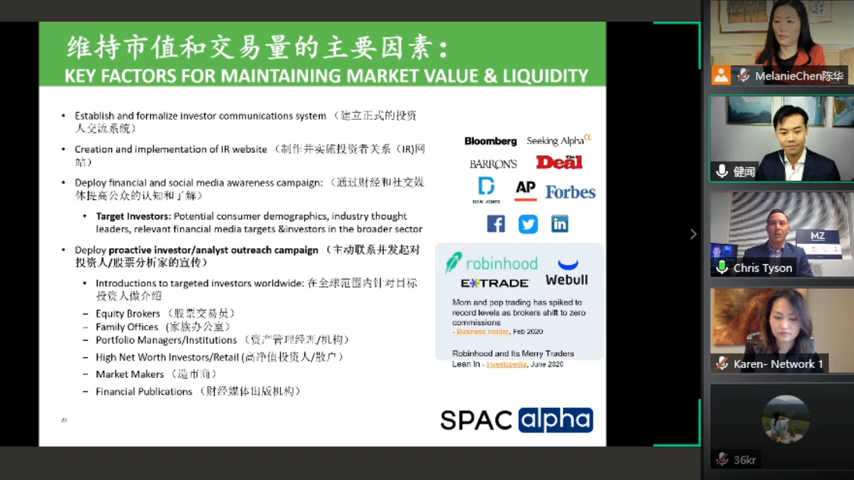 维持市值和交易量的主要因素：
KEY FACTORS FOR MAINTAINING MARKET VALUE & LIQUIDITY
• Establish and formalize investor communications system （建立正式的投资
人交流系统）
• Creation and implementation of IR website （制作并实施投资者关系（IR)网
站）
• Deploy financial and social media awareness campaign: （通过财经和社交媒
体提高公众的认知和了解）
• Target Investors: Potential consumer demographics, industry thought
leaders, relevant financial media targets &investors in the broader sector
• Deploy proactive investor/analyst outreach campaign （主动联系并发起对
投资人/股票分析家的宣传）
• Introductions to targeted investors worldwide: 在全球范围内针对目标
投资人做介绍
– Equity Brokers （股票交易员）
– Family Offices （家族办公室）
– Portfolio Managers/Institutions （资产管理经理/机构）
– High Net Worth Investors/Retail (高净值投资人/散户）
– Market Makers （造市商）
– Financial Publications （财经媒体出版机构）
Bloomberg Seeking Alpha α
BARRON'S The Deal
DOW JONES AP Forbes
robinhood
E*TRADE Webull
Mom and pop trading has spiked to
record levels as brokers shift to zero
commissions
- Business Insider, Feb 2020
Robinhood and Its Merry Traders
Lean In - Investopedia, June 2020
SPAC alpha
MelanieChen陈华
健闻
MZ
Chris Tyson
Karen- Network 1
36kr